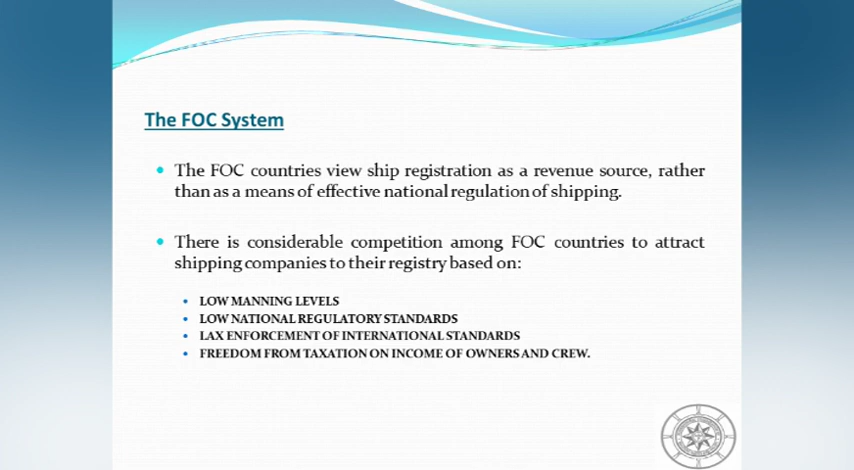 The FOC System
The FOC countries view ship registration as a revenue source, rather
than as a means of effective national regulation of shipping.
There is considerable competition among FOC countries to attract
shipping companies to their registry based on:
LOW MANNING LEVELS
LOW NATIONAL REGULATORY STANDARDS
LAX ENFORCEMENT OF INTERNATIONAL STANDARDS
FREEDOM FROM TAXATION ON INCOME OF OWNERS AND CREW.